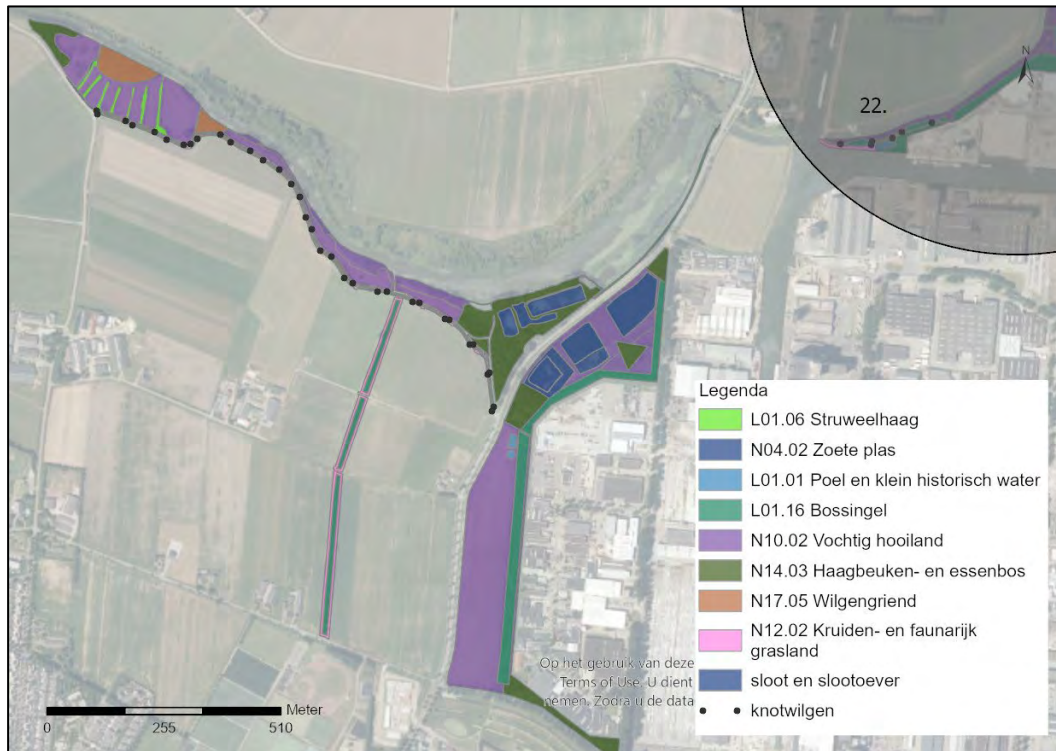 22.
N
Legenda
L01.06 Struweelhaag
N04.02 Zoete plas
L01.01 Poel en klein historisch water
L01.16 Bossingel
N10.02 Vochtig hooiland
N14.03 Haagbeuken- en essenbos
N17.05 Wilgengriend
N12.02 Kruiden- en faunarijk
grasland
sloot en slootoever
knotwilgen
Op het gebruik van deze
Terms of Use. U dient
nemen. Zodra u de data
Meter
0 255 510